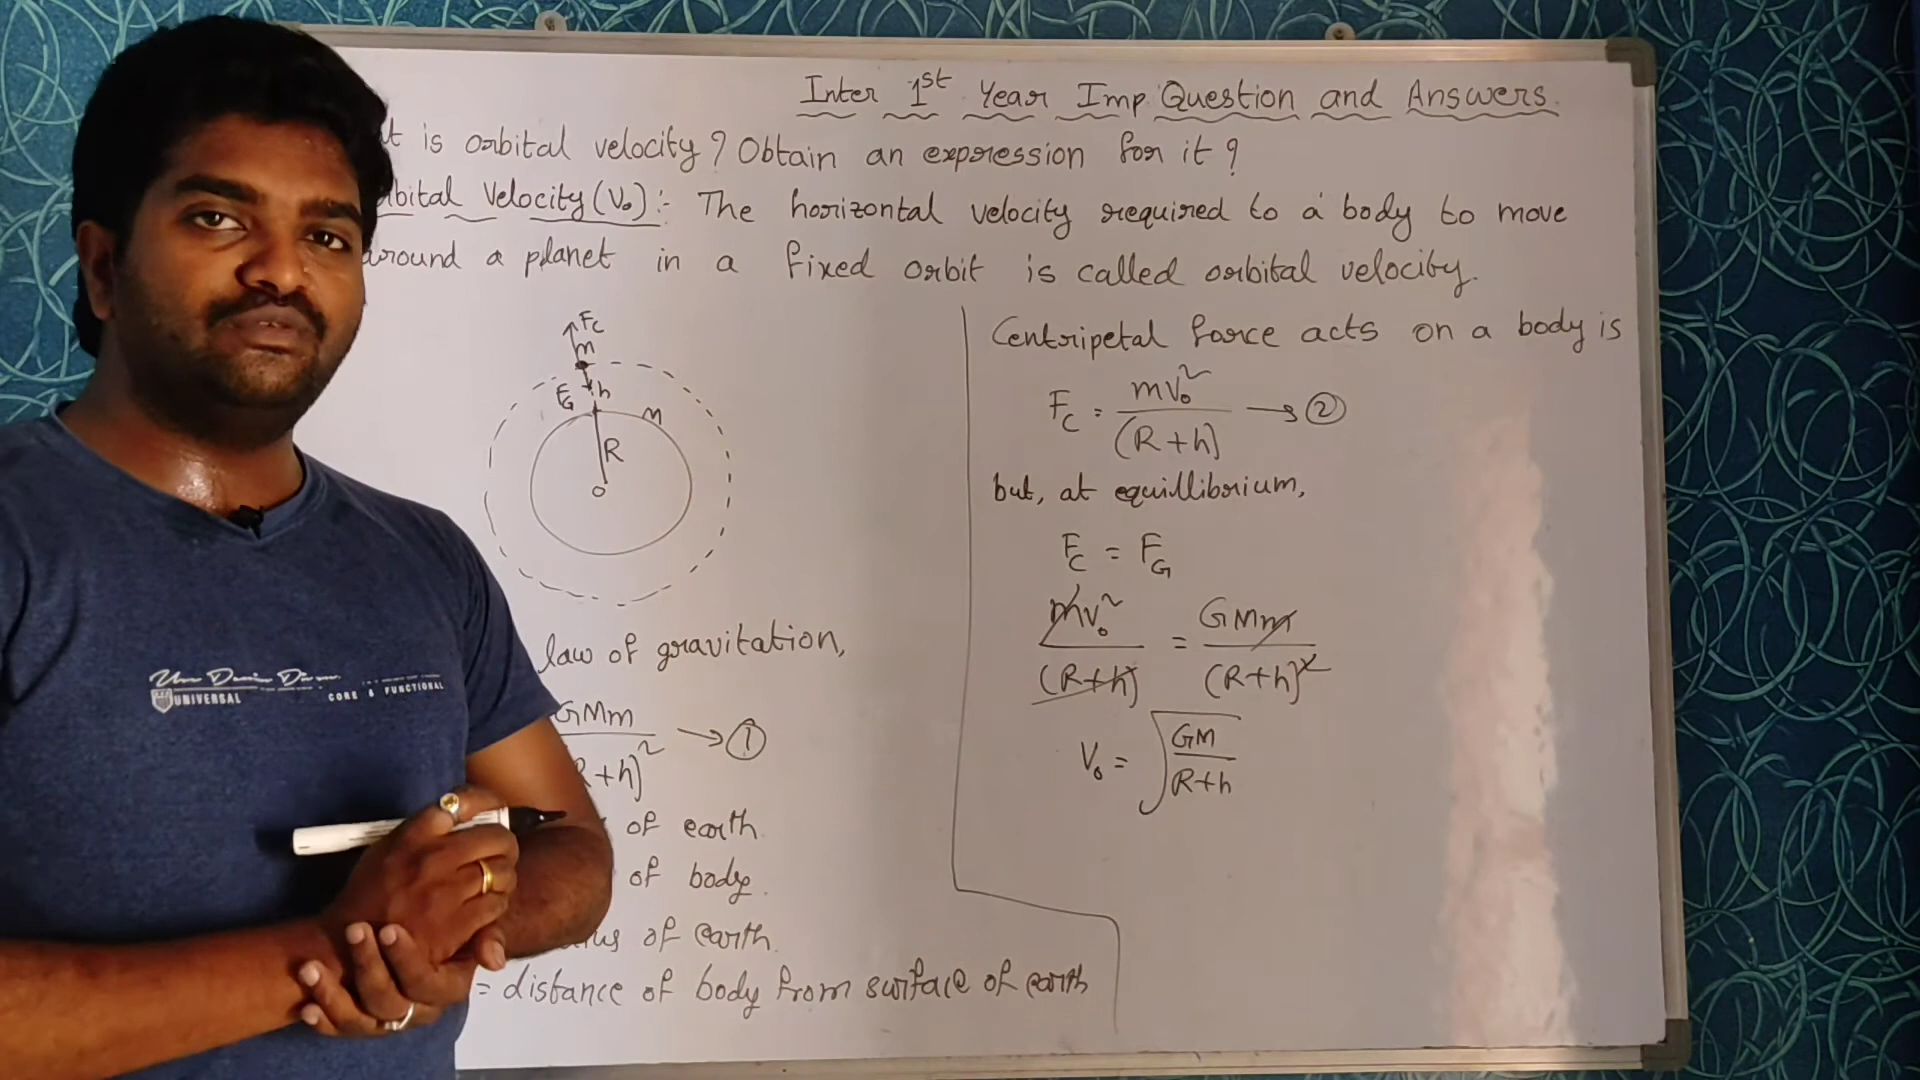 Inter 1st Year Imp Question and Answers.
is orbital velocity? Obtain an expression for it?
Velocity (V₀):- The horizontal velocity required to a body to move
around a planet in a fixed orbit is called orbital velocity.
Fc
m
FG h
M
R
o
law of gravitation,
GMm
R+h)² → ①
of earth.
of body.
of earth.
= distance of body from surface of earth
Centripetal force acts on a body is
Fc = mv₀² / (R+h) → ②
but, at equillibrium,
Fc = FG
mv₀² / (R+h) = GMm / (R+h)²
V₀ = √(GM / R+h)
UNIVERSAL
CORE & FUNCTIONAL